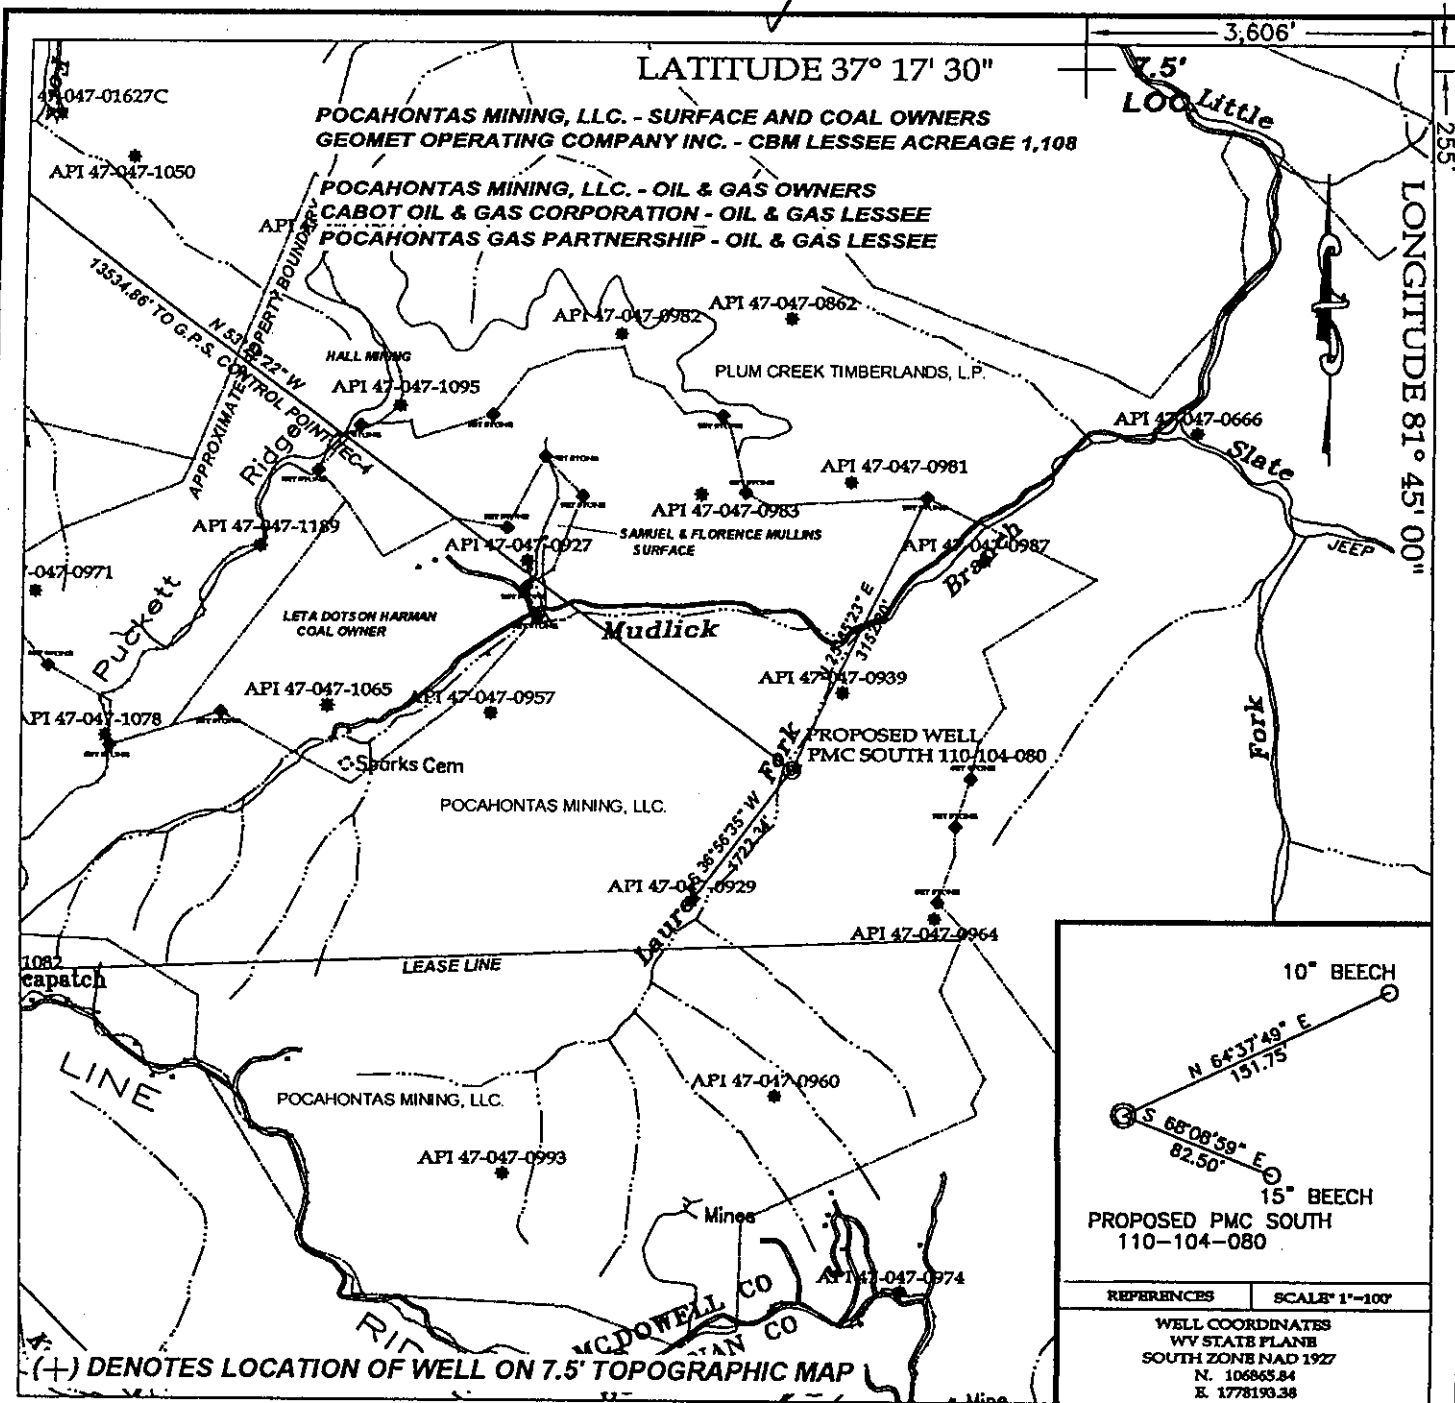 3,606'
LATITUDE 37° 17' 30"
7.5'
LOC
Little
255'
47-047-01627C
POCAHONTAS MINING, LLC. - SURFACE AND COAL OWNERS
GEOMET OPERATING COMPANY INC. - CBM LESSEE ACREAGE 1,108
API 47-047-1050
POCAHONTAS MINING, LLC. - OIL & GAS OWNERS
CABOT OIL & GAS CORPORATION - OIL & GAS LESSEE
POCAHONTAS GAS PARTNERSHIP - OIL & GAS LESSEE
API
LONGITUDE 81° 45' 00"
13534.86' TO G.P.S. CONTROL POINT
APPROXIMATE PROPERTY BOUNDARY
API 47-047-0982
API 47-047-0862
HALL MINING
PLUM CREEK TIMBERLANDS, L.P.
API 47-047-1095
API 47-047-0666
Ridge
Slate
API 47-047-0981
API 47-047-0983
API 47-047-1189
SAMUEL & FLORENCE MULLINS
SURFACE
API 47-047-0927
API 47-047-0987
JEEP
-047-0971
Branch
Puckett
LETA DOTSON HARMAN
COAL OWNER
Mudlick
3152.20'
API 47-047-0939
API 47-047-1065
API 47-047-0957
API 47-047-1078
PROPOSED WELL
PMC SOUTH 110-104-080
Fork
Fork
Sparks Cem
SET STONE
POCAHONTAS MINING, LLC.
S 36°56'35" W
1722.34'
API 47-047-0929
Laurel
API 47-047-0964
LEASE LINE
1082
capatch
LINE
10" BEECH
N 64°37'49" E
151.75'
S 68°08'59" E
82.50'
15" BEECH
PROPOSED PMC SOUTH
110-104-080
API 47-047-0960
POCAHONTAS MINING, LLC.
API 47-047-0993
Mines
API 47-047-0974
MCDOWELL CO
CO
REFERENCES
SCALE" 1"=100'
WELL COORDINATES
WV STATE PLANE
SOUTH ZONE NAD 1927
N. 106865.84
E. 1778193.38
(+) DENOTES LOCATION OF WELL ON 7.5' TOPOGRAPHIC MAP